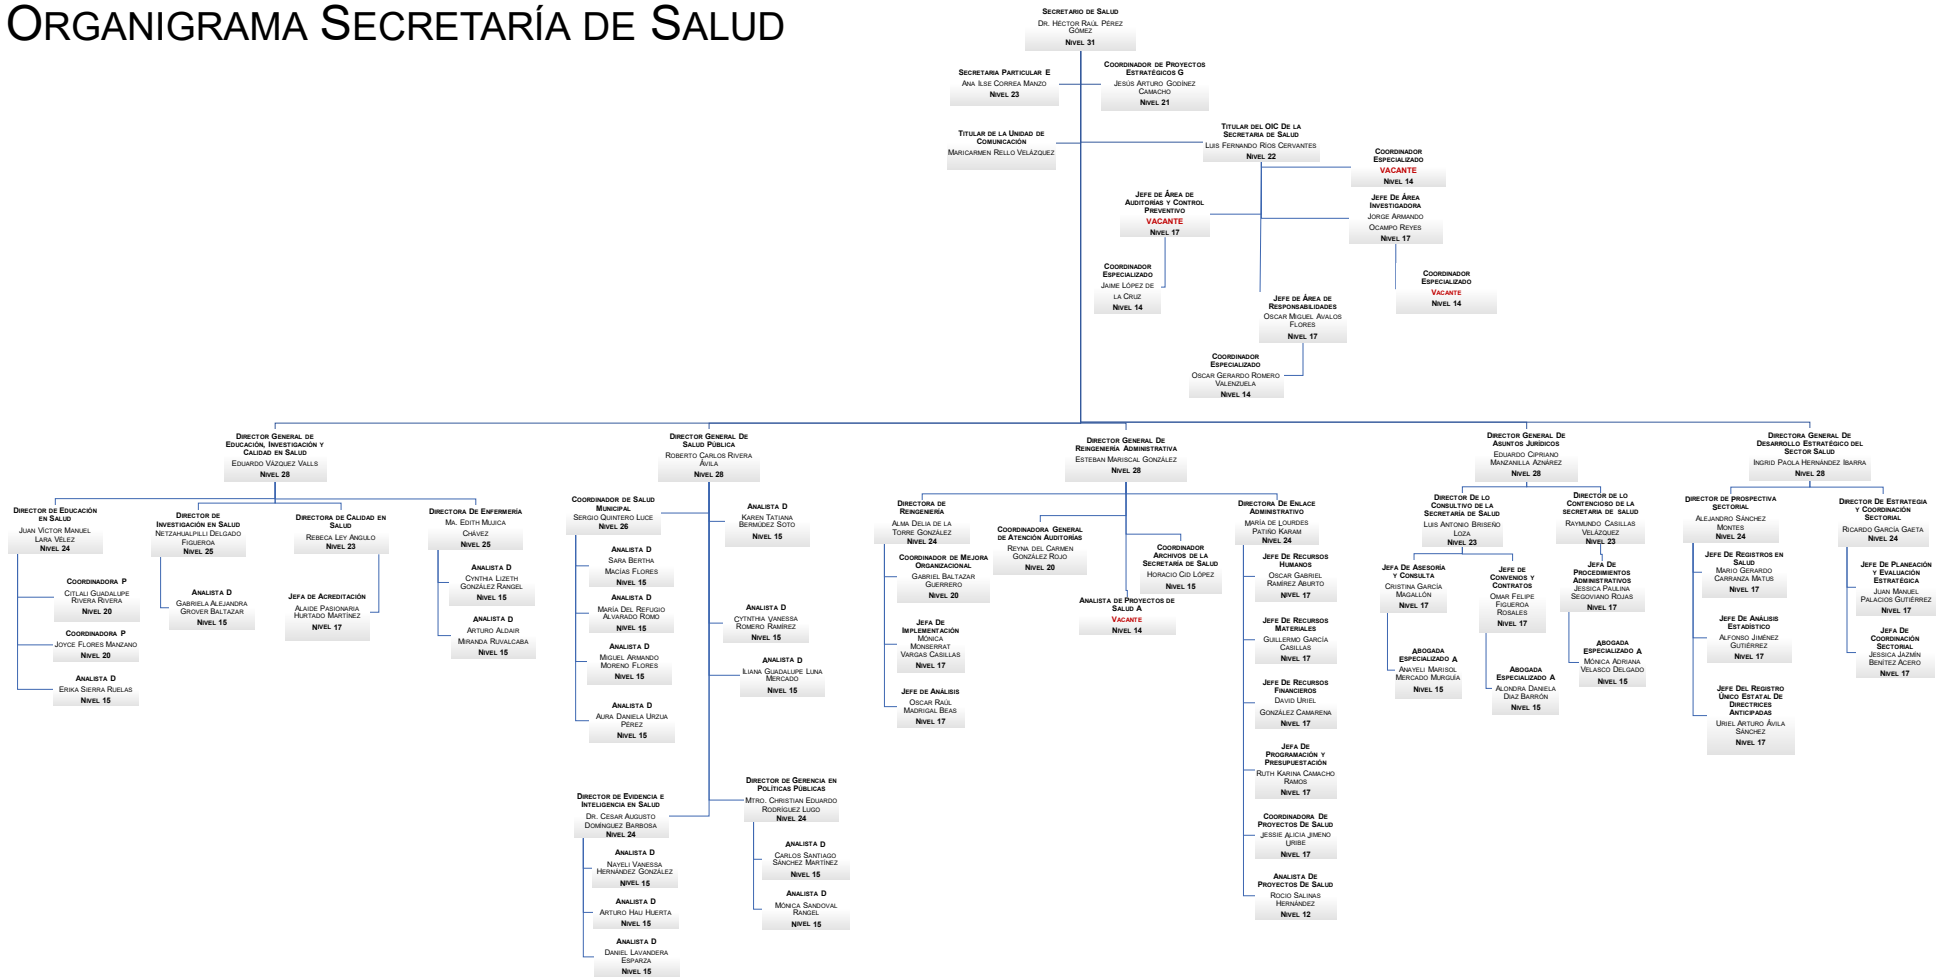 ORGANIGRAMA SECRETARÍA DE SALUD
SECRETARIO DE SALUD
DR. HÉCTOR RAÚL PÉREZ
GÓMEZ
NIVEL 31
SECRETARIA PARTICULAR E
ANA ILSE CORREA MANZO
NIVEL 23
COORDINADOR DE PROYECTOS
ESTRATÉGICOS G
JESÚS ARTURO GODÍNEZ
CAMACHO
NIVEL 21
TITULAR DE LA UNIDAD DE
COMUNICACIÓN
MARICARMEN RELLO VELÁZQUEZ
TITULAR DEL OIC DE LA
SECRETARIA DE SALUD
LUIS FERNANDO RÍOS CERVANTES
NIVEL 22
COORDINADOR
ESPECIALIZADO
VACANTE
NIVEL 14
JEFE DE ÁREA DE
AUDITORÍAS Y CONTROL
PREVENTIVO
VACANTE
NIVEL 17
JEFE DE ÁREA
INVESTIGADORA
JORGE ARMANDO
OCAMPO REYES
NIVEL 17
COORDINADOR
ESPECIALIZADO
JAIME LÓPEZ DE
LA CRUZ
NIVEL 14
COORDINADOR
ESPECIALIZADO
VACANTE
NIVEL 14
JEFE DE ÁREA DE
RESPONSABILIDADES
OSCAR MIGUEL AVALOS
FLORES
NIVEL 17
COORDINADOR
ESPECIALIZADO
OSCAR GERARDO ROMERO
VALENZUELA
NIVEL 14
DIRECTOR GENERAL DE
EDUCACIÓN, INVESTIGACIÓN Y
CALIDAD EN SALUD
EDUARDO VÁZQUEZ VALLS
NIVEL 28
DIRECTOR DE EDUCACIÓN
EN SALUD
JUAN VICTOR MANUEL
LARA VELEZ
NIVEL 24
COORDINADORA P
CITLALI GUADALUPE
RIVERA RIVERA
NIVEL 20
COORDINADORA P
JOYCE FLORES MANZANO
NIVEL 20
ANALISTA D
ERIKA SIERRA RUELAS
NIVEL 15
DIRECTOR DE
INVESTIGACIÓN EN SALUD
NETZAHUALPILLI DELGADO
FIGUEROA
NIVEL 25
ANALISTA D
GABRIELA ALEJANDRA
GROVER BALTAZAR
NIVEL 15
DIRECTORA DE CALIDAD EN
SALUD
REBECA LEY ANGULO
NIVEL 23
JEFA DE ACREDITACIÓN
ALAIDE PASIONARIA
HURTADO MARTÍNEZ
NIVEL 17
DIRECTORA DE ENFERMERÍA
MA. EDITH MUJICA
CHÁVEZ
NIVEL 25
ANALISTA D
CYNTHIA LIZETH
GONZÁLEZ RANGEL
NIVEL 15
ANALISTA D
ARTURO ALDAIR
MIRANDA RUVALCABA
NIVEL 15
DIRECTOR GENERAL DE
SALUD PÚBLICA
ROBERTO CARLOS RIVERA
ÁVILA
NIVEL 28
COORDINADOR DE SALUD
MUNICIPAL
SERGIO QUINTERO LUCE
NIVEL 26
ANALISTA D
SARA BERTHA
MACÍAS FLORES
NIVEL 15
ANALISTA D
MARÍA DEL REFUGIO
ALVARADO ROMO
NIVEL 15
ANALISTA D
MIGUEL ARMANDO
MORENO FLORES
NIVEL 15
ANALISTA D
AURA DANIELA URZUA
PÉREZ
NIVEL 15
ANALISTA D
KAREN TATIANA
BERMÚDEZ SOTO
NIVEL 15
ANALISTA D
CYTNTHIA VANESSA
ROMERO RAMÍREZ
NIVEL 15
ANALISTA D
ILIANA GUADALUPE LUNA
MERCADO
NIVEL 15
DIRECTOR DE EVIDENCIA E
INTELIGENCIA EN SALUD
DR. CESAR AUGUSTO
DOMÍNGUEZ BARBOSA
NIVEL 24
ANALISTA D
NAYELI VANESSA
HERNÁNDEZ GONZÁLEZ
NIVEL 15
ANALISTA D
ARTURO HAU HUERTA
NIVEL 15
ANALISTA D
DANIEL LAVANDERA
ESPARZA
NIVEL 15
DIRECTOR DE GERENCIA EN
POLÍTICAS PÚBLICAS
MTRO. CHRISTIAN EDUARDO
RODRÍGUEZ LUGO
NIVEL 24
ANALISTA D
CARLOS SANTIAGO
SÁNCHEZ MARTÍNEZ
NIVEL 15
ANALISTA D
MÓNICA SANDOVAL
RANGEL
NIVEL 15
DIRECTOR GENERAL DE
REINGENIERÍA ADMINISTRATIVA
ESTEBAN MARISCAL GONZÁLEZ
NIVEL 28
DIRECTORA DE
REINGENIERÍA
ALMA DELIA DE LA
TORRE GONZÁLEZ
NIVEL 24
COORDINADOR DE MEJORA
ORGANIZACIONAL
GABRIEL BALTAZAR
GUERRERO
NIVEL 20
JEFA DE
IMPLEMENTACIÓN
MÓNICA
MONSERRAT
VARGAS CASILLAS
NIVEL 17
JEFE DE ANÁLISIS
OSCAR RAÚL
MADRIGAL BEAS
NIVEL 17
COORDINADORA GENERAL
DE ATENCIÓN AUDITORÍAS
REYNA DEL CARMEN
GONZÁLEZ ROJO
NIVEL 20
COORDINADOR
ARCHIVOS DE LA
SECRETARÍA DE SALUD
HORACIO CID LÓPEZ
NIVEL 15
ANALISTA DE PROYECTOS DE
SALUD A
VACANTE
NIVEL 14
DIRECTORA DE ENLACE
ADMINISTRATIVO
MARÍA DE LOURDES
PATIÑO KARAM
NIVEL 24
JEFE DE RECURSOS
HUMANOS
OSCAR GABRIEL
RAMÍREZ ABURTO
NIVEL 17
JEFE DE RECURSOS
MATERIALES
GUILLERMO GARCÍA
CASILLAS
NIVEL 17
JEFE DE RECURSOS
FINANCIEROS
DAVID URIEL
GONZÁLEZ CAMARENA
NIVEL 17
JEFA DE
PROGRAMACIÓN Y
PRESUPUESTACIÓN
RUTH KARINA CAMACHO
RAMOS
NIVEL 17
COORDINADORA DE
PROYECTOS DE SALUD
JESSIE ALICIA JIMENO
URIBE
NIVEL 17
ANALISTA DE
PROYECTOS DE SALUD
ROCIO SALINAS
HERNÁNDEZ
NIVEL 12
DIRECTOR GENERAL DE
ASUNTOS JURÍDICOS
EDUARDO CIPRIANO
MANZANILLA AZNÁREZ
NIVEL 28
DIRECTOR DE LO
CONSULTIVO DE LA
SECRETARÍA DE SALUD
LUIS ANTONIO BRISEÑO
LOZA
NIVEL 23
JEFA DE ASESORÍA
Y CONSULTA
CRISTINA GARCÍA
MAGALLÓN
NIVEL 17
ABOGADA
ESPECIALIZADO A
ANAYELI MARISOL
MERCADO MURGUÍA
NIVEL 15
JEFE DE
CONVENIOS Y
CONTRATOS
OMAR FELIPE
FIGUEROA
ROSALES
NIVEL 17
ABOGADA
ESPECIALIZADO A
ALONDRA DANIELA
DIAZ BARRÓN
NIVEL 15
DIRECTOR DE LO
CONTENCIOSO DE LA
SECRETARIA DE SALUD
RAYMUNDO CASILLAS
VELÁZQUEZ
NIVEL 23
JEFA DE
PROCEDIMIENTOS
ADMINISTRATIVOS
JESSICA PAULINA
SEGOVIANO ROJAS
NIVEL 17
ABOGADA
ESPECIALIZADO A
MÓNICA ADRIANA
VELASCO DELGADO
NIVEL 15
DIRECTORA GENERAL DE
DESARROLLO ESTRATÉGICO DEL
SECTOR SALUD
INGRID PAOLA HERNÁNDEZ IBARRA
NIVEL 28
DIRECTOR DE PROSPECTIVA
SECTORIAL
ALEJANDRO SÁNCHEZ
MONTES
NIVEL 24
JEFE DE REGISTROS EN
SALUD
MARIO GERARDO
CARRANZA MATUS
NIVEL 17
JEFE DE ANÁLISIS
ESTADÍSTICO
ALFONSO JIMÉNEZ
GUTIÉRREZ
NIVEL 17
JEFE DEL REGISTRO
ÚNICO ESTATAL DE
DIRECTRICES
ANTICIPADAS
URIEL ARTURO ÁVILA
SÁNCHEZ
NIVEL 17
DIRECTOR DE ESTRATEGIA
Y COORDINACIÓN
SECTORIAL
RICARDO GARCÍA GAETA
NIVEL 24
JEFE DE PLANEACIÓN
Y EVALUACIÓN
ESTRATÉGICA
JUAN MANUEL
PALACIOS GUTIÉRREZ
NIVEL 17
JEFA DE
COORDINACIÓN
SECTORIAL
JESSICA JAZMÍN
BENÍTEZ ACERO
NIVEL 17